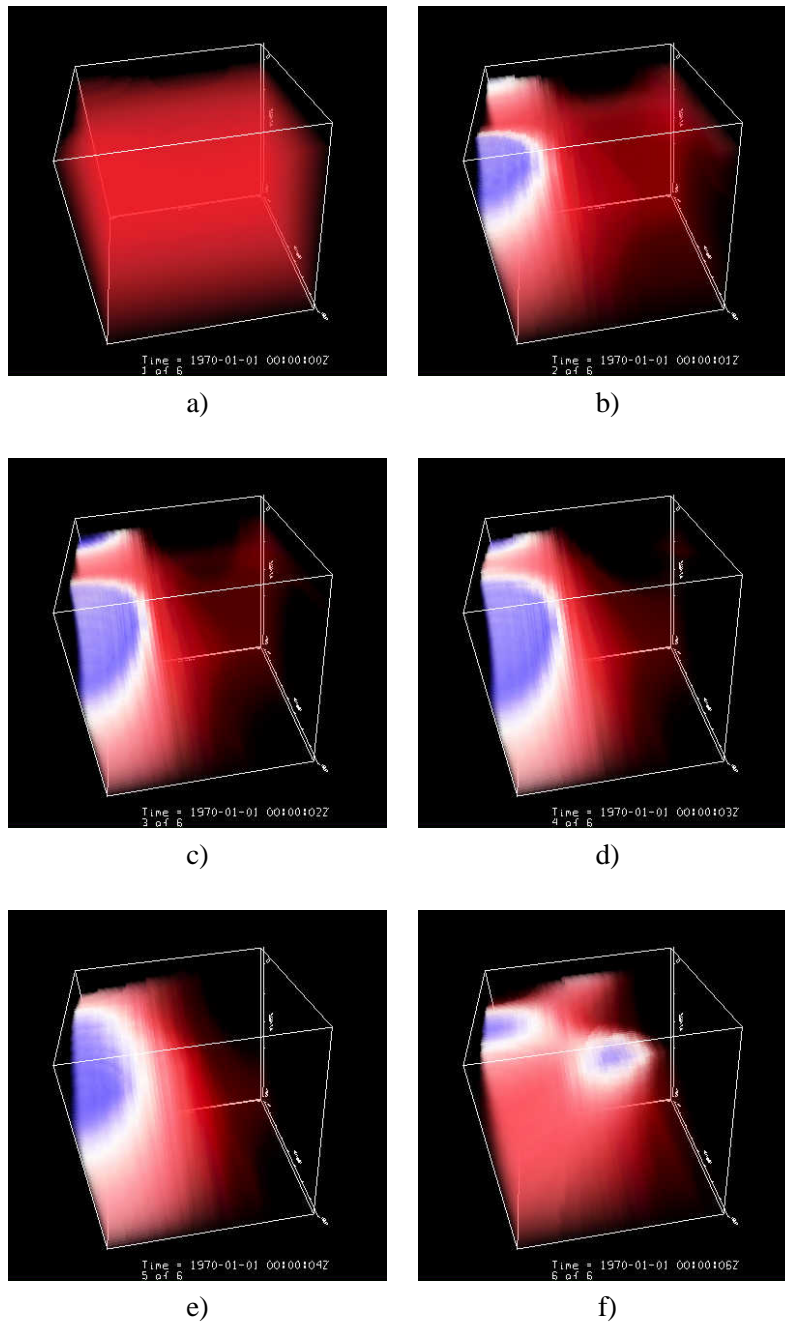 Time = 1970-01-01 00:00:00Z
1 of 6
a)
Time = 1970-01-01 00:00:01Z
2 of 6
b)
Time = 1970-01-01 00:00:02Z
3 of 6
c)
Time = 1970-01-01 00:00:03Z
4 of 6
d)
Time = 1970-01-01 00:00:04Z
5 of 6
e)
Time = 1970-01-01 00:00:06Z
6 of 6
f)